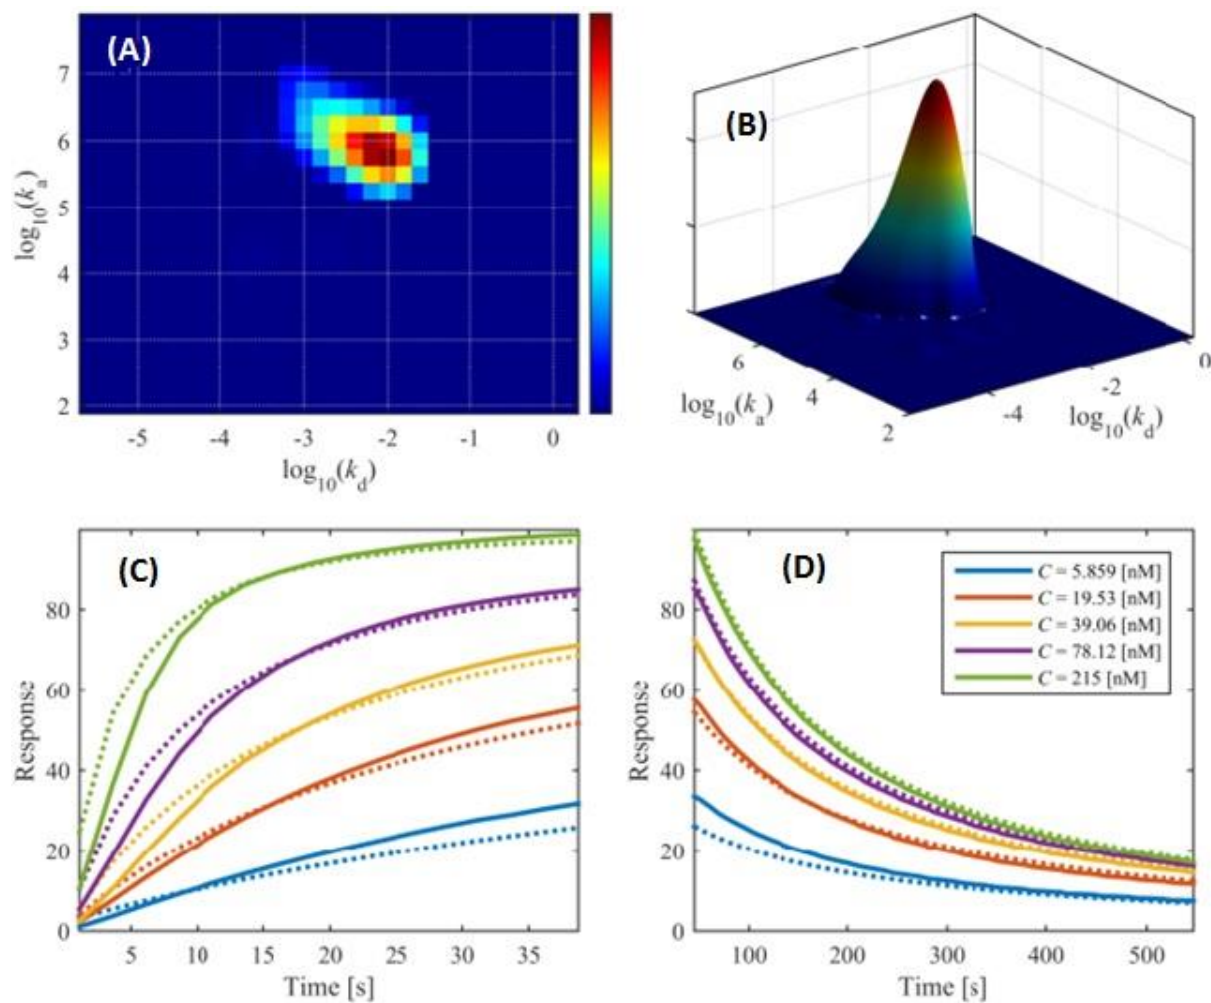 (A)
7
6
5
4
3
2
log10(ka)
-5
-4
-3
-2
-1
0
log10(kd)
(B)
6
4
2
log10(ka)
0
-2
-4
log10(kd)
(C)
80
60
40
20
0
Response
5
10
15
20
25
30
35
Time [s]
(D)
C = 5.859 [nM]
C = 19.53 [nM]
C = 39.06 [nM]
C = 78.12 [nM]
C = 215 [nM]
80
60
40
20
0
Response
100
200
300
400
500
Time [s]